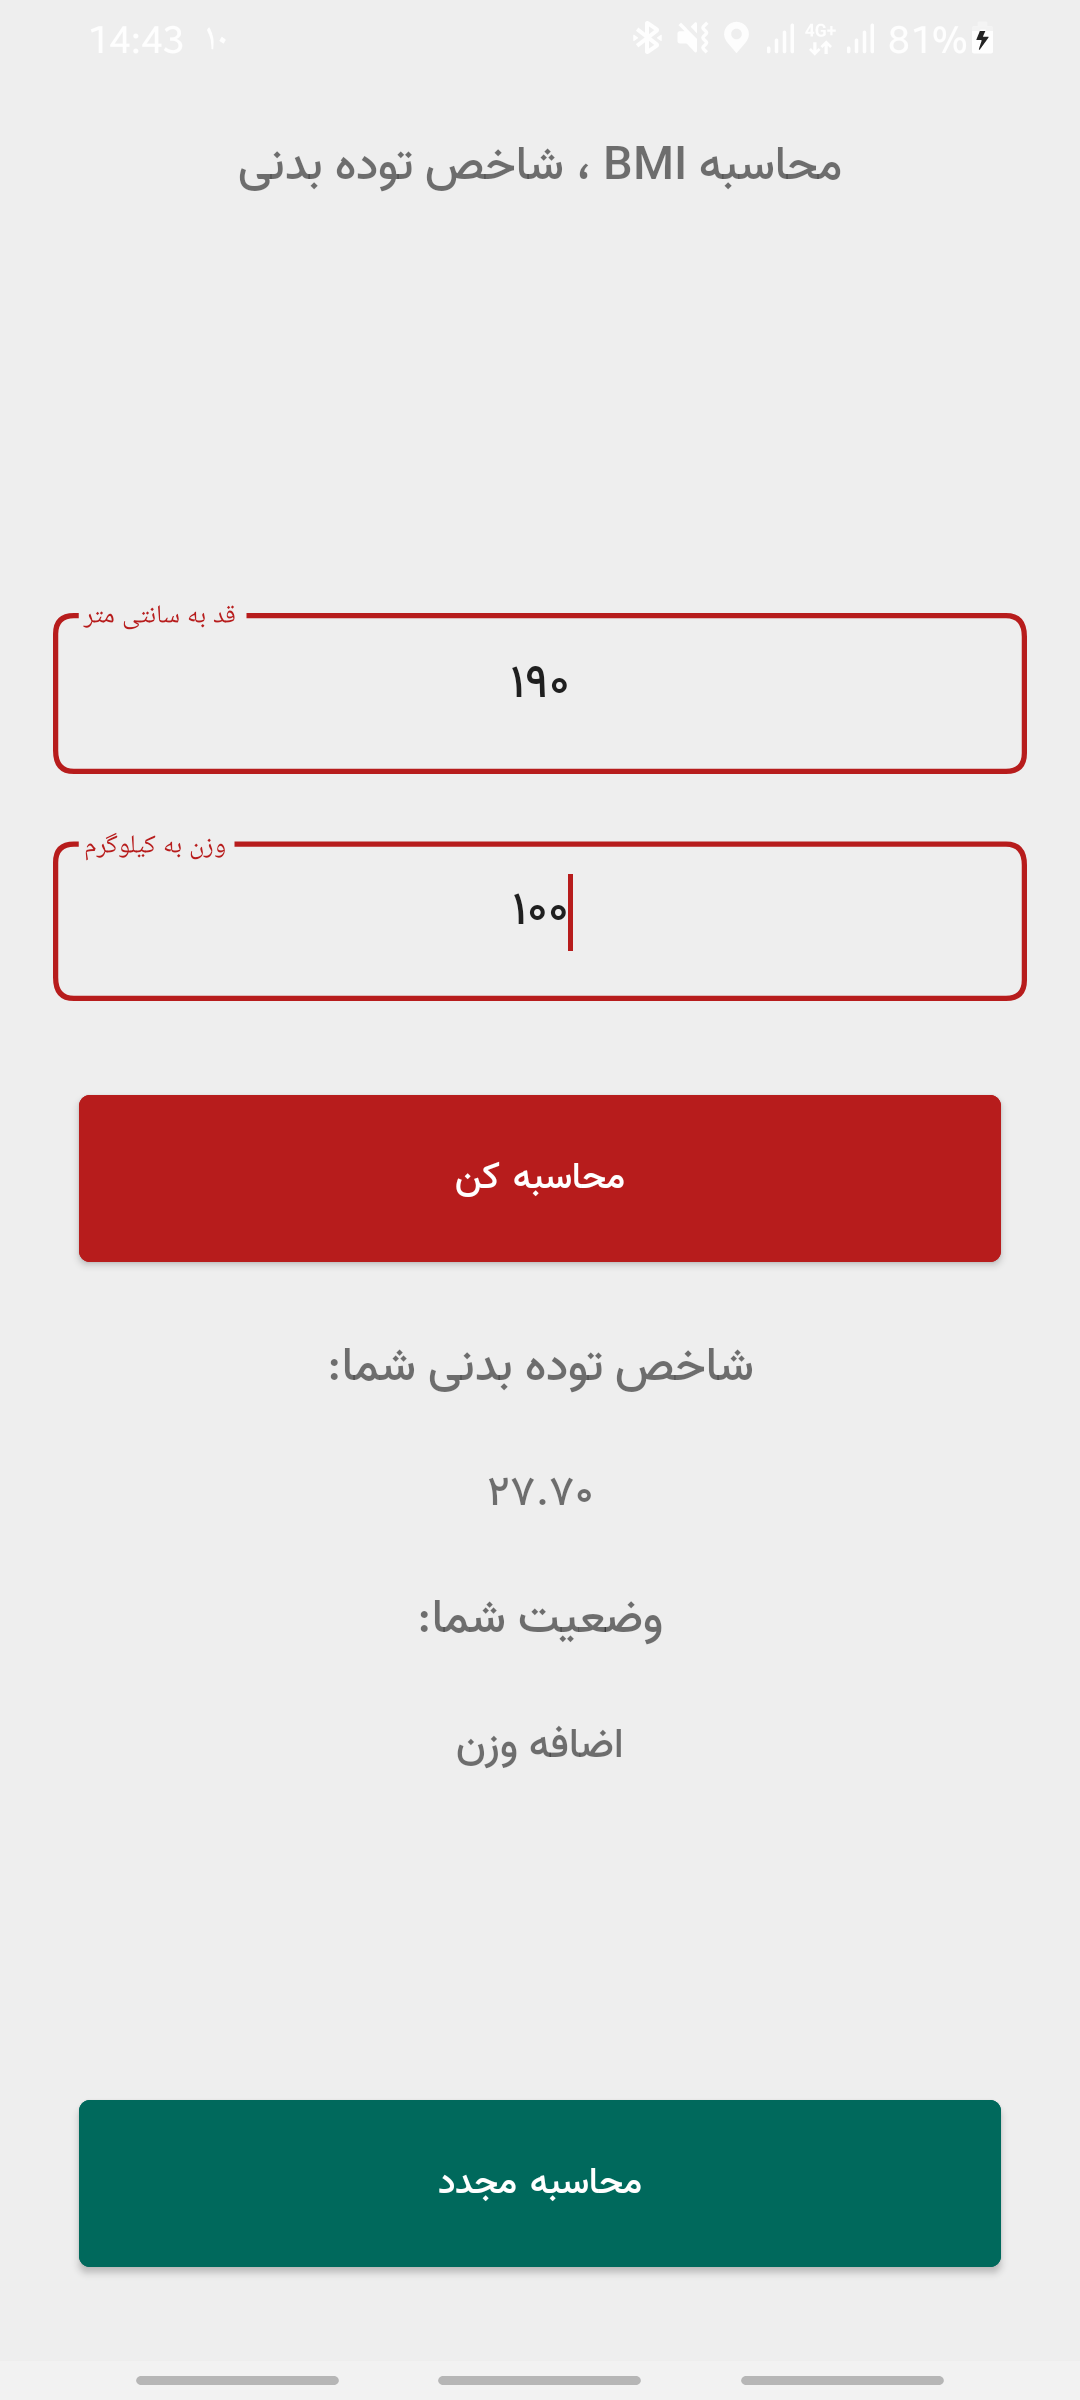 14:43 ۱۰ 4G+ 81%
محاسبه BMI ، شاخص توده بدنی
قد به سانتی متر
۱۹۰
وزن به کیلوگرم
۱۰۰
محاسبه کن
شاخص توده بدنی شما:
۲۷.۷۰
وضعیت شما:
اضافه وزن
محاسبه مجدد